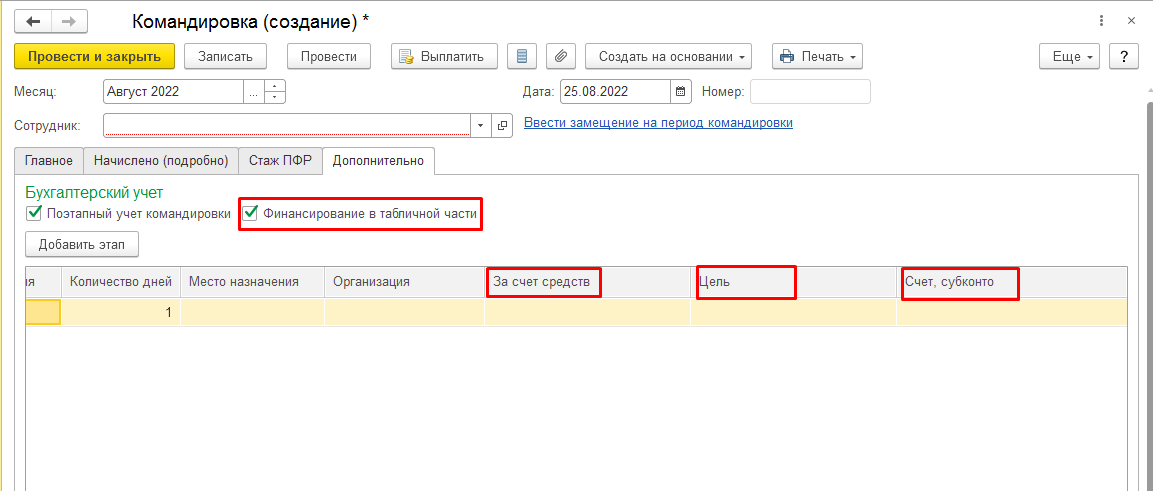 Командировка (создание) *
Провести и закрыть Записать Провести Выплатить Создать на основании Печать Еще ?
Месяц: Август 2022 ... Дата: 25.08.2022 Номер:
Сотрудник: Ввести замещение на период командировки
Главное Начислено (подробно) Стаж ПФР Дополнительно
Бухгалтерский учет
Поэтапный учет командировки Финансирование в табличной части
Добавить этап
ия Количество дней Место назначения Организация За счет средств Цель Счет, субконто
1